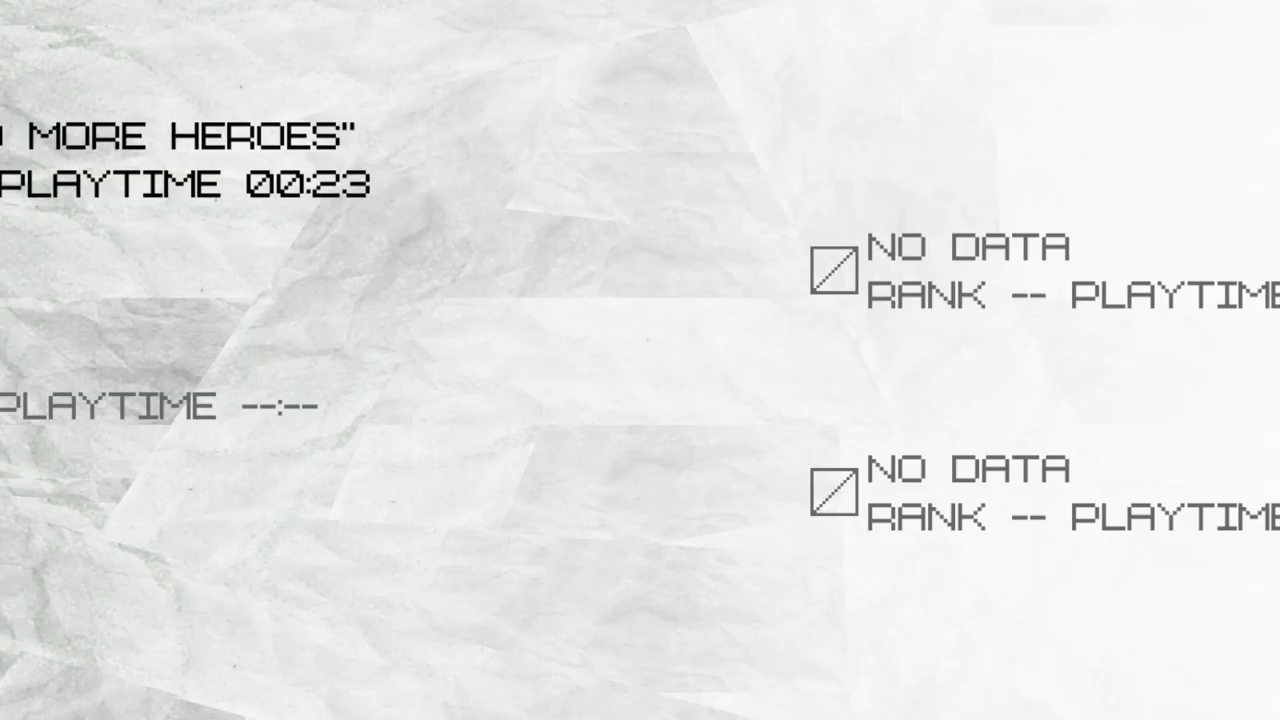 MORE HEROES"
PLAYTIME 00:23
NO DATA
RANK -- PLAYTIME
PLAYTIME --:--
NO DATA
RANK -- PLAYTIME